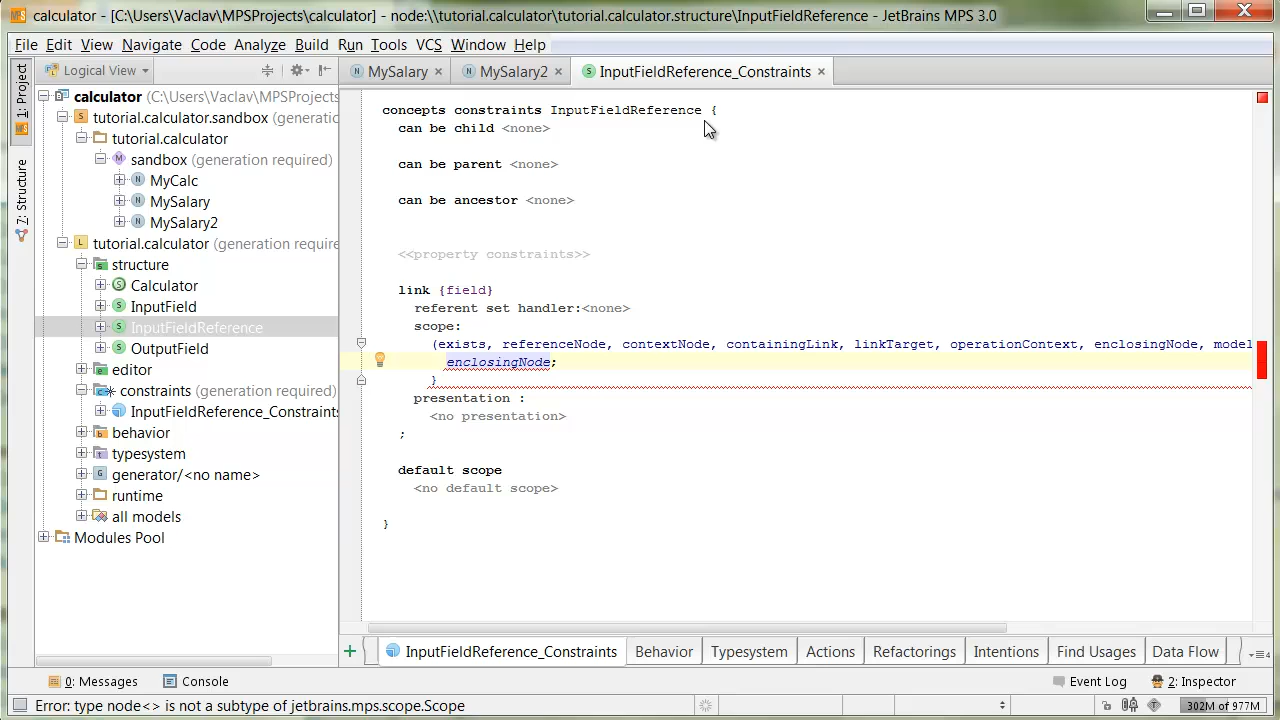 calculator - [C:\Users\Vaclav\MPSProjects\calculator] - node:\\tutorial.calculator\tutorial.calculator.structure\InputFieldReference - JetBrains MPS 3.0
File Edit View Navigate Code Analyze Build Run Tools VCS Window Help
1: Project
7: Structure
Logical View
MySalary
MySalary2
InputFieldReference_Constraints
calculator (C:\Users\Vaclav\MPSProjects
tutorial.calculator.sandbox (generation
tutorial.calculator
sandbox (generation required)
MyCalc
MySalary
MySalary2
tutorial.calculator (generation require
structure
Calculator
InputField
InputFieldReference
OutputField
editor
constraints (generation required)
InputFieldReference_Constraints
behavior
typesystem
generator/<no name>
runtime
all models
Modules Pool
concepts constraints InputFieldReference {
can be child <none>
can be parent <none>
can be ancestor <none>
<<property constraints>>
link {field}
referent set handler:<none>
scope:
(exists, referenceNode, contextNode, containingLink, linkTarget, operationContext, enclosingNode, model
enclosingNode;
}
presentation :
<no presentation>
;
default scope
<no default scope>
}
InputFieldReference_Constraints Behavior Typesystem Actions Refactorings Intentions Find Usages Data Flow
0: Messages Console Event Log 2: Inspector
Error: type node<> is not a subtype of jetbrains.mps.scope.Scope 302M of 977M